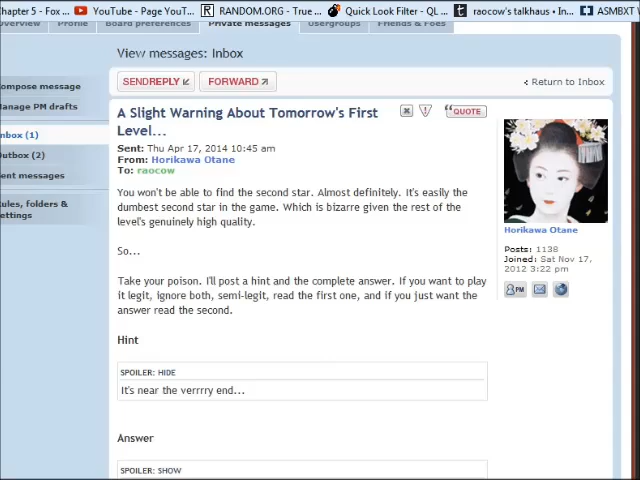 Chapter 5 - Fox ... YouTube - Page YouT... RANDOM.ORG - True ... Quick Look Filter - QL ... raocow's talkhaus • In... ASMBXT
Overview Profile Board preferences Private messages Usergroups Friends & Foes
View messages: Inbox
SENDREPLY FORWARD Return to Inbox
ompose message
anage PM drafts
nbox (1)
utbox (2)
ent messages
ules, folders &
ettings
A Slight Warning About Tomorrow's First
Level...
QUOTE
Sent: Thu Apr 17, 2014 10:45 am
From: Horikawa Otane
To: raocow
You won't be able to find the second star. Almost definitely. It's easily the
dumbest second star in the game. Which is bizarre given the rest of the
level's genuinely high quality.
So...
Take your poison. I'll post a hint and the complete answer. If you want to play
it legit, ignore both, semi-legit, read the first one, and if you just want the
answer read the second.
Hint
SPOILER: HIDE
It's near the verrrry end...
Answer
SPOILER: SHOW
Horikawa Otane
Posts: 1138
Joined: Sat Nov 17,
2012 3:22 pm
PM